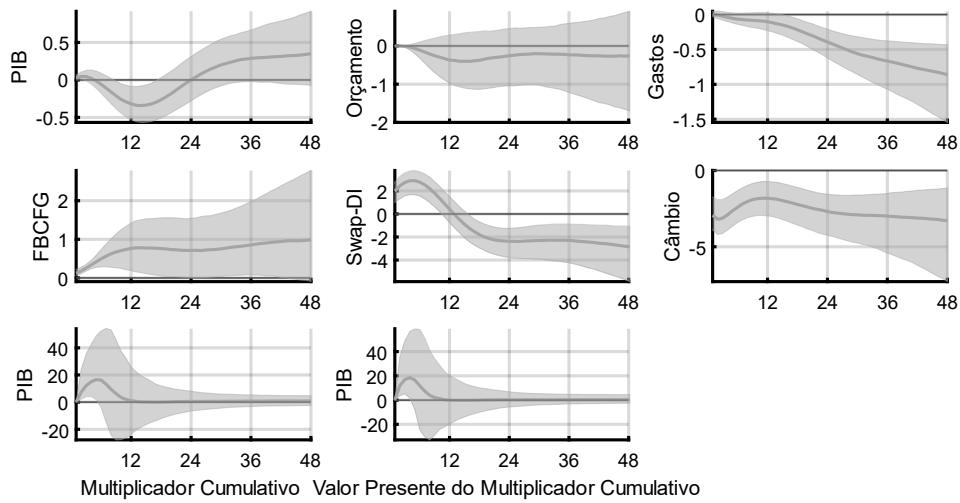 PIB
0.5
0
-0.5
12 24 36 48
Orçamento
0
-1
-2
12 24 36 48
Gastos
0
-0.5
-1
-1.5
12 24 36 48
FBCFG
2
1
0
12 24 36 48
Swap-DI
2
0
-2
-4
12 24 36 48
Câmbio
0
-5
12 24 36 48
PIB
40
20
0
-20
12 24 36 48
Multiplicador Cumulativo
PIB
40
20
0
-20
12 24 36 48
Valor Presente do Multiplicador Cumulativo